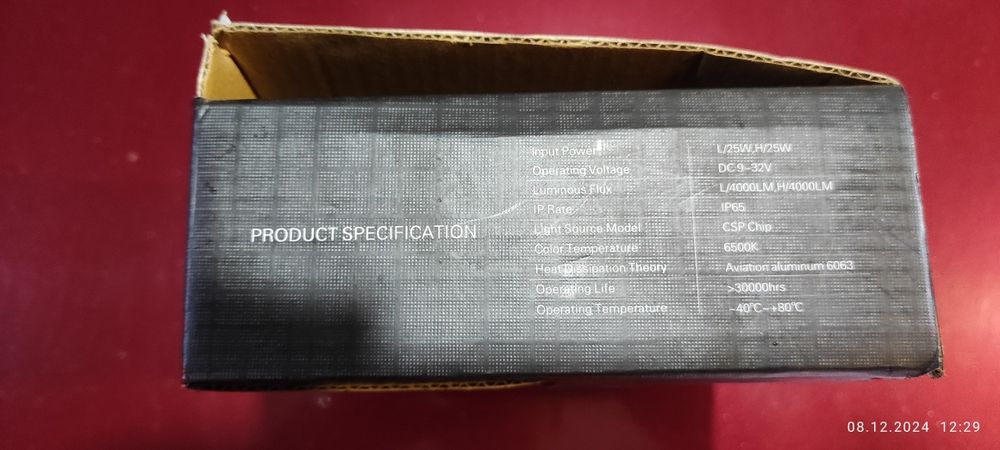 PRODUCT SPECIFICATION
Input Power L/25W,H/25W
Operating Voltage DC 9-32V
Luminous Flux L/4000LM,H/4000LM
IP Rate IP65
Light Source Model CSP Chip
Color Temperature 6500K
Heat Dissipation Theory Aviation aluminum 6063
Operating Life >30000hrs
Operating Temperature -40℃-+80℃
08.12.2024 12:29